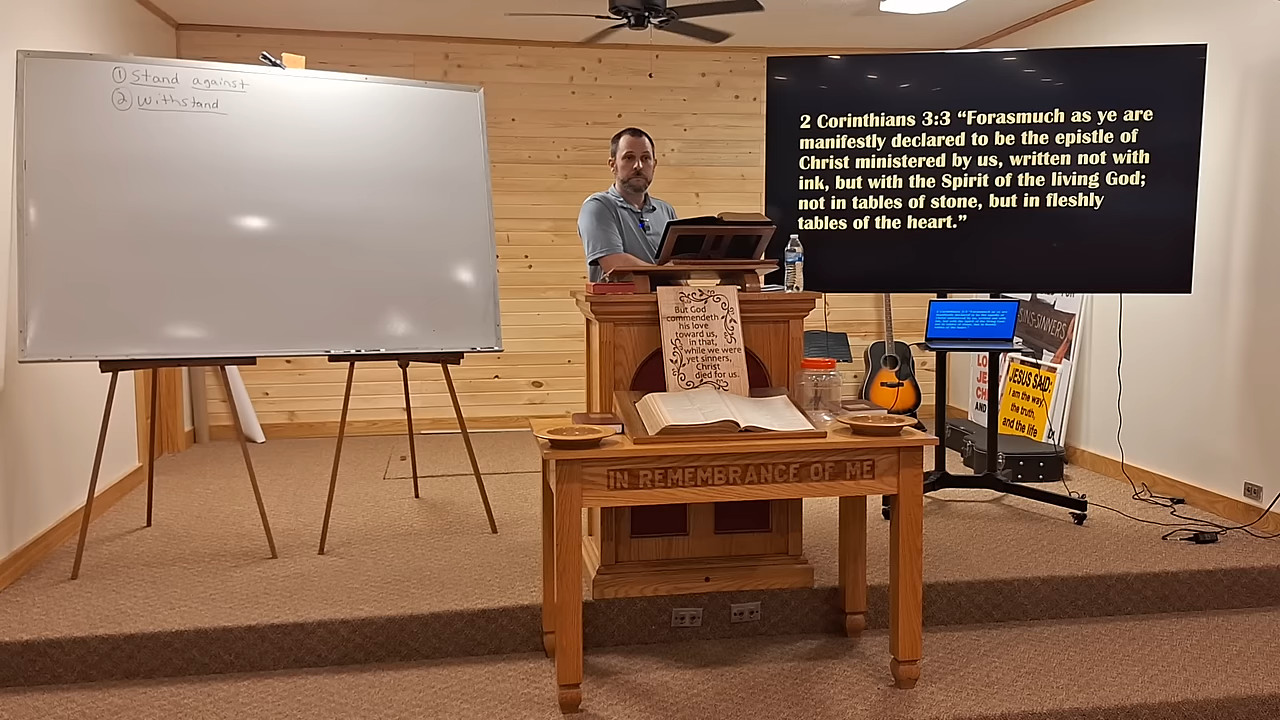 ① Stand against
② Withstand
2 Corinthians 3:3 “Forasmuch as ye are
manifestly declared to be the epistle of
Christ ministered by us, written not with
ink, but with the Spirit of the living God;
not in tables of stone, but in fleshly
tables of the heart.”
But God
commendeth
his love
toward us,
in that,
while we were
yet sinners,
Christ
died for us.
JESUS SAID:
I am the way,
the truth,
and the life
IN REMEMBRANCE OF ME